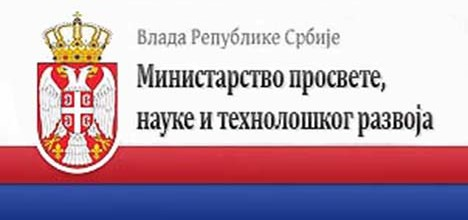 Влада Републике Србије
Министарство просвете,
науке и технолошког развоја